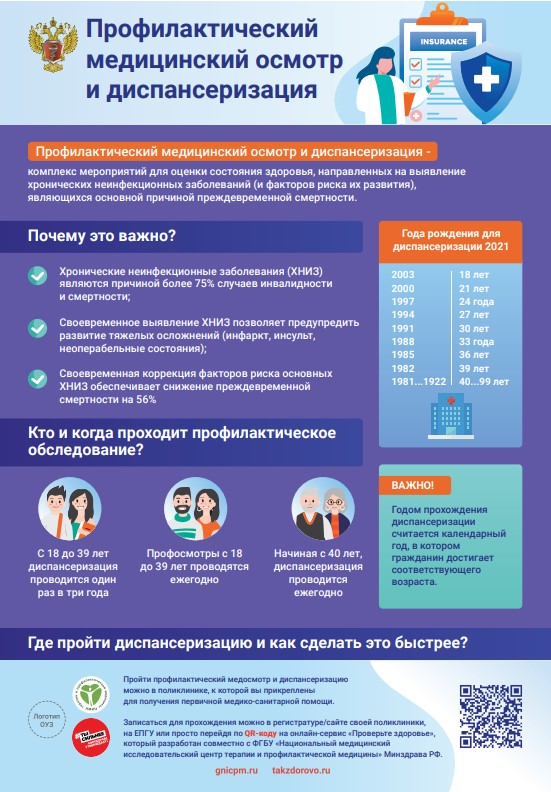 Профилактический
медицинский осмотр
и диспансеризация
INSURANCE
Профилактический медицинский осмотр и диспансеризация -
комплекс мероприятий для оценки состояния здоровья, направленных на выявление
хронических неинфекционных заболеваний (и факторов риска их развития),
являющихся основной причиной преждевременной смертности.
Почему это важно?
Хронические неинфекционные заболевания (ХНИЗ)
являются причиной более 75% случаев инвалидности
и смертности;
Своевременное выявление ХНИЗ позволяет предупредить
развитие тяжелых осложнений (инфаркт, инсульт,
неоперабельные состояния);
Своевременная коррекция факторов риска основных
ХНИЗ обеспечивает снижение преждевременной
смертности на 56%
Года рождения для
диспансеризации 2021
2003 18 лет
2000 21 лет
1997 24 года
1994 27 лет
1991 30 лет
1988 33 года
1985 36 лет
1982 39 лет
1981...1922 40...99 лет
Кто и когда проходит профилактическое
обследование?
С 18 до 39 лет
диспансеризация
проводится один
раз в три года
Профосмотры с 18
до 39 лет проводятся
ежегодно
Начиная с 40 лет,
диспансеризация
проводится
ежегодно
ВАЖНО!
Годом прохождения
диспансеризации
считается календарный
год, в котором
гражданин достигает
соответствующего
возраста.
Где пройти диспансеризацию и как сделать это быстрее?
Логотип
ОУЗ
ТЫ
СИЛЬНЕЕ
Пройти профилактический медосмотр и диспансеризацию
можно в поликлинике, к которой вы прикреплены
для получения первичной медико-санитарной помощи.
Записаться для прохождения можно в регистратуре/сайте своей поликлиники,
на ЕПГУ или просто перейдя по QR-коду на онлайн-сервис «Проверьте здоровье»,
который разработан совместно с ФГБУ «Национальный медицинский
исследовательский центр терапии и профилактической медицины» Минздрава РФ.
gnicpm.ru takzdorovo.ru